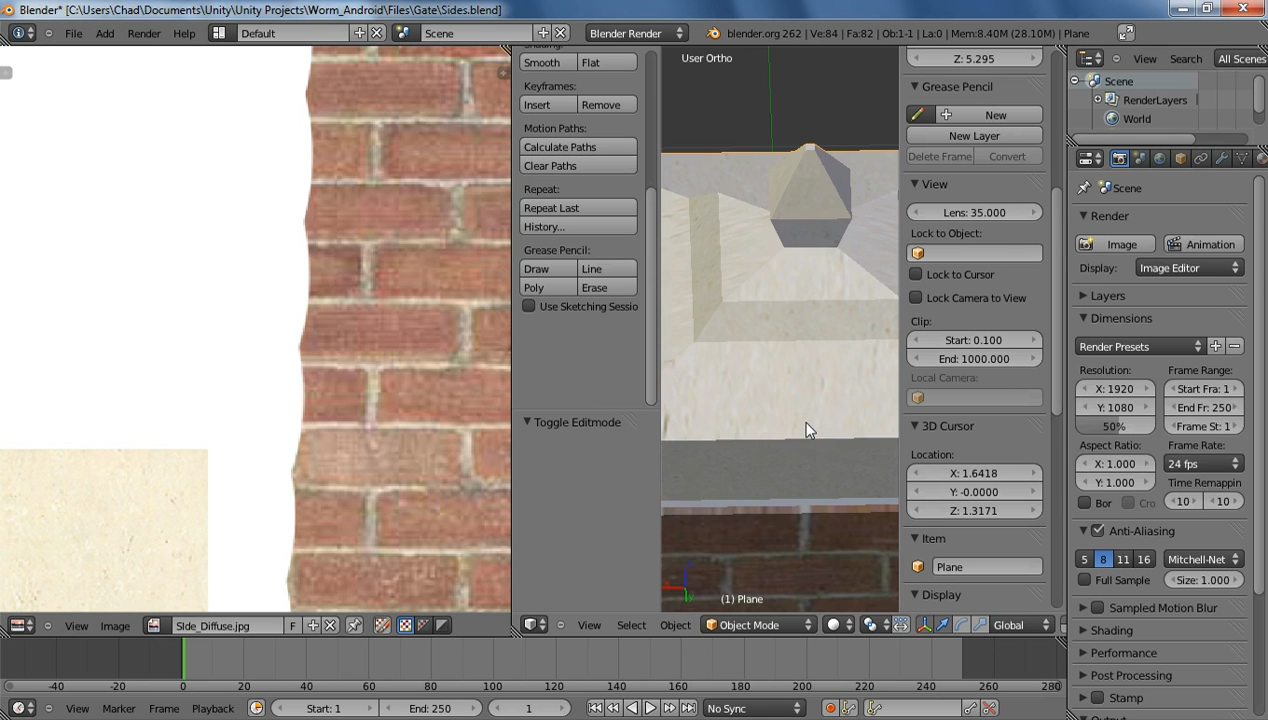 Blender* [C:\Users\Chad\Documents\Unity\Unity Projects\Worm_Android\Files\Gate\Sides.blend]
File Add Render Help Default Scene Blender Render blender.org 262 | Ve:84 | Fa:82 | Ob:1-1 | La:0 | Mem:8.40M (28.10M) | Plane
Smooth Flat
Keyframes:
Insert Remove
Motion Paths:
Calculate Paths
Clear Paths
Repeat:
Repeat Last
History...
Grease Pencil:
Draw Line
Poly Erase
Use Sketching Sessio
Toggle Editmode
User Ortho
(1) Plane
Z: 5.295
Grease Pencil
New
New Layer
Delete Frame Convert
View
Lens: 35.000
Lock to Object:
Lock to Cursor
Lock Camera to View
Clip:
Start: 0.100
End: 1000.000
Local Camera:
3D Cursor
Location:
X: 1.6418
Y: -0.0000
Z: 1.3171
Item
Plane
Display
View Search All Scenes
Scene
RenderLayers
World
Scene
Render
Image Animation
Display: Image Editor
Layers
Dimensions
Render Presets
Resolution: Frame Range:
X: 1920 Start Fra: 1
Y: 1080 End Fr: 250
50% Frame St: 1
Aspect Ratio: Frame Rate:
X: 1.000 24 fps
Y: 1.000 Time Remappin
Bor Cro 10 10
Anti-Aliasing
5 8 11 16 Mitchell-Net
Full Sample Size: 1.000
Sampled Motion Blur
Shading
Performance
Post Processing
Stamp
View Image SIde_Diffuse.jpg F
View Select Object Object Mode Global
-40 -20 0 20 40 60 80 100 120 140 160 180 200 220 240 260 280
View Marker Frame Playback Start: 1 End: 250 1 No Sync